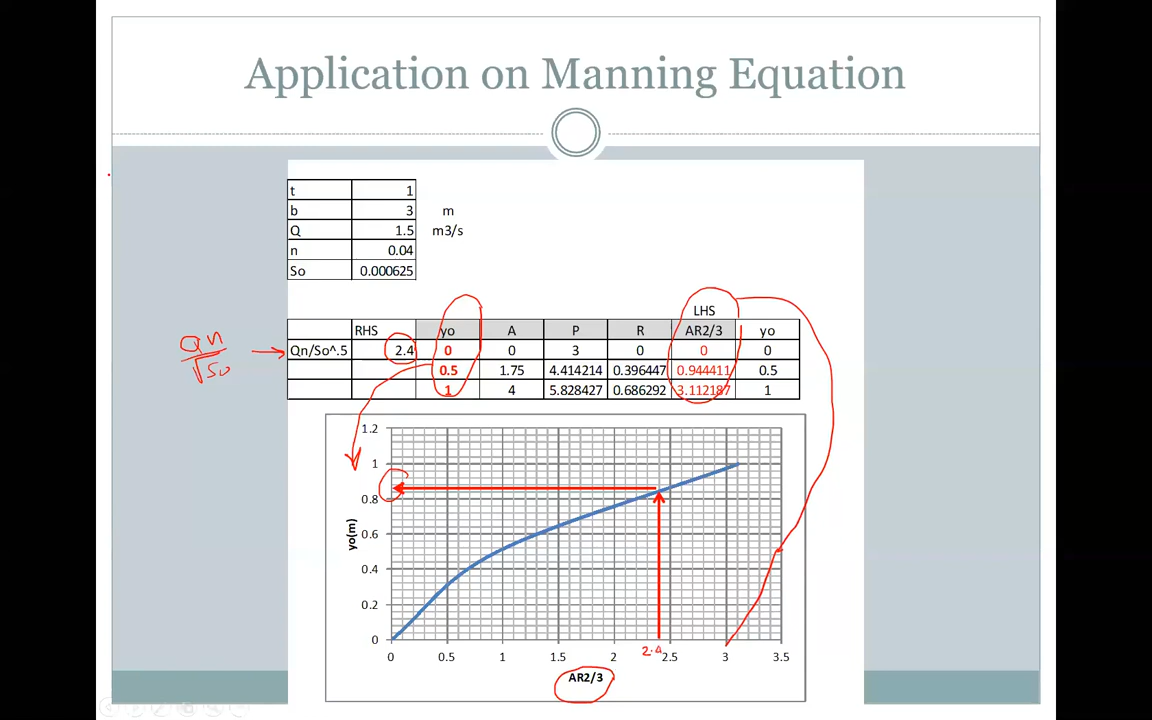 Application on Manning Equation
t 1
b 3 m
Q 1.5 m3/s
n 0.04
So 0.000625
LHS
RHS yo A P R AR2/3 yo
Qn/So^.5 2.4 0 0 3 0 0 0
0.5 1.75 4.414214 0.396447 0.944411 0.5
1 4 5.828427 0.686292 3.112187 1
Qn
√So
1.2
1
0.8
0.6
0.4
0.2
0
yo(m)
0 0.5 1 1.5 2 2.5 3 3.5
2.4
AR2/3